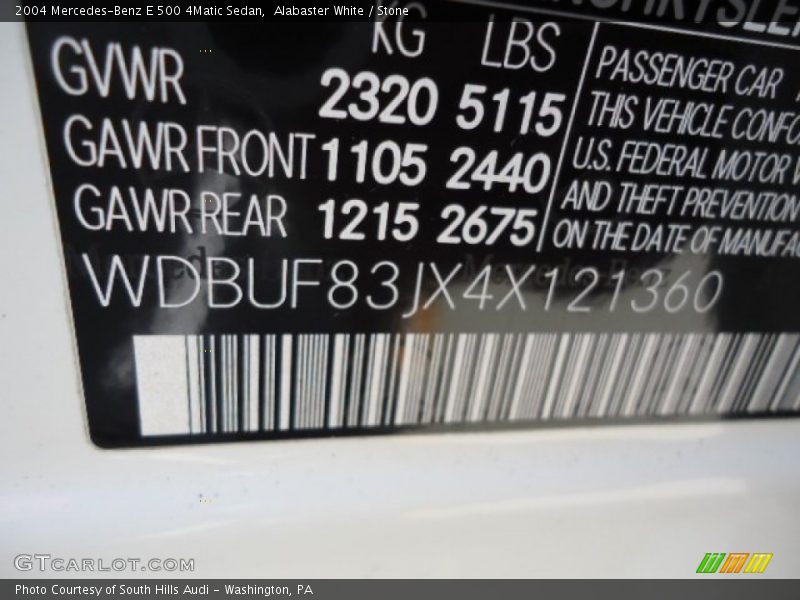 2004 Mercedes-Benz E 500 4Matic Sedan,  Alabaster White / Stone
KG LBS
GVWR 2320 5115
GAWR FRONT 1105 2440
GAWR REAR 1215 2675
PASSENGER CAR
THIS VEHICLE
U.S. FEDERAL MOTOR
AND THEFT PREVENTION
ON THE DATE OF
WDBUF83JX4X121360
GTCARLOT.COM
Photo Courtesy of South Hills Audi - Washington, PA